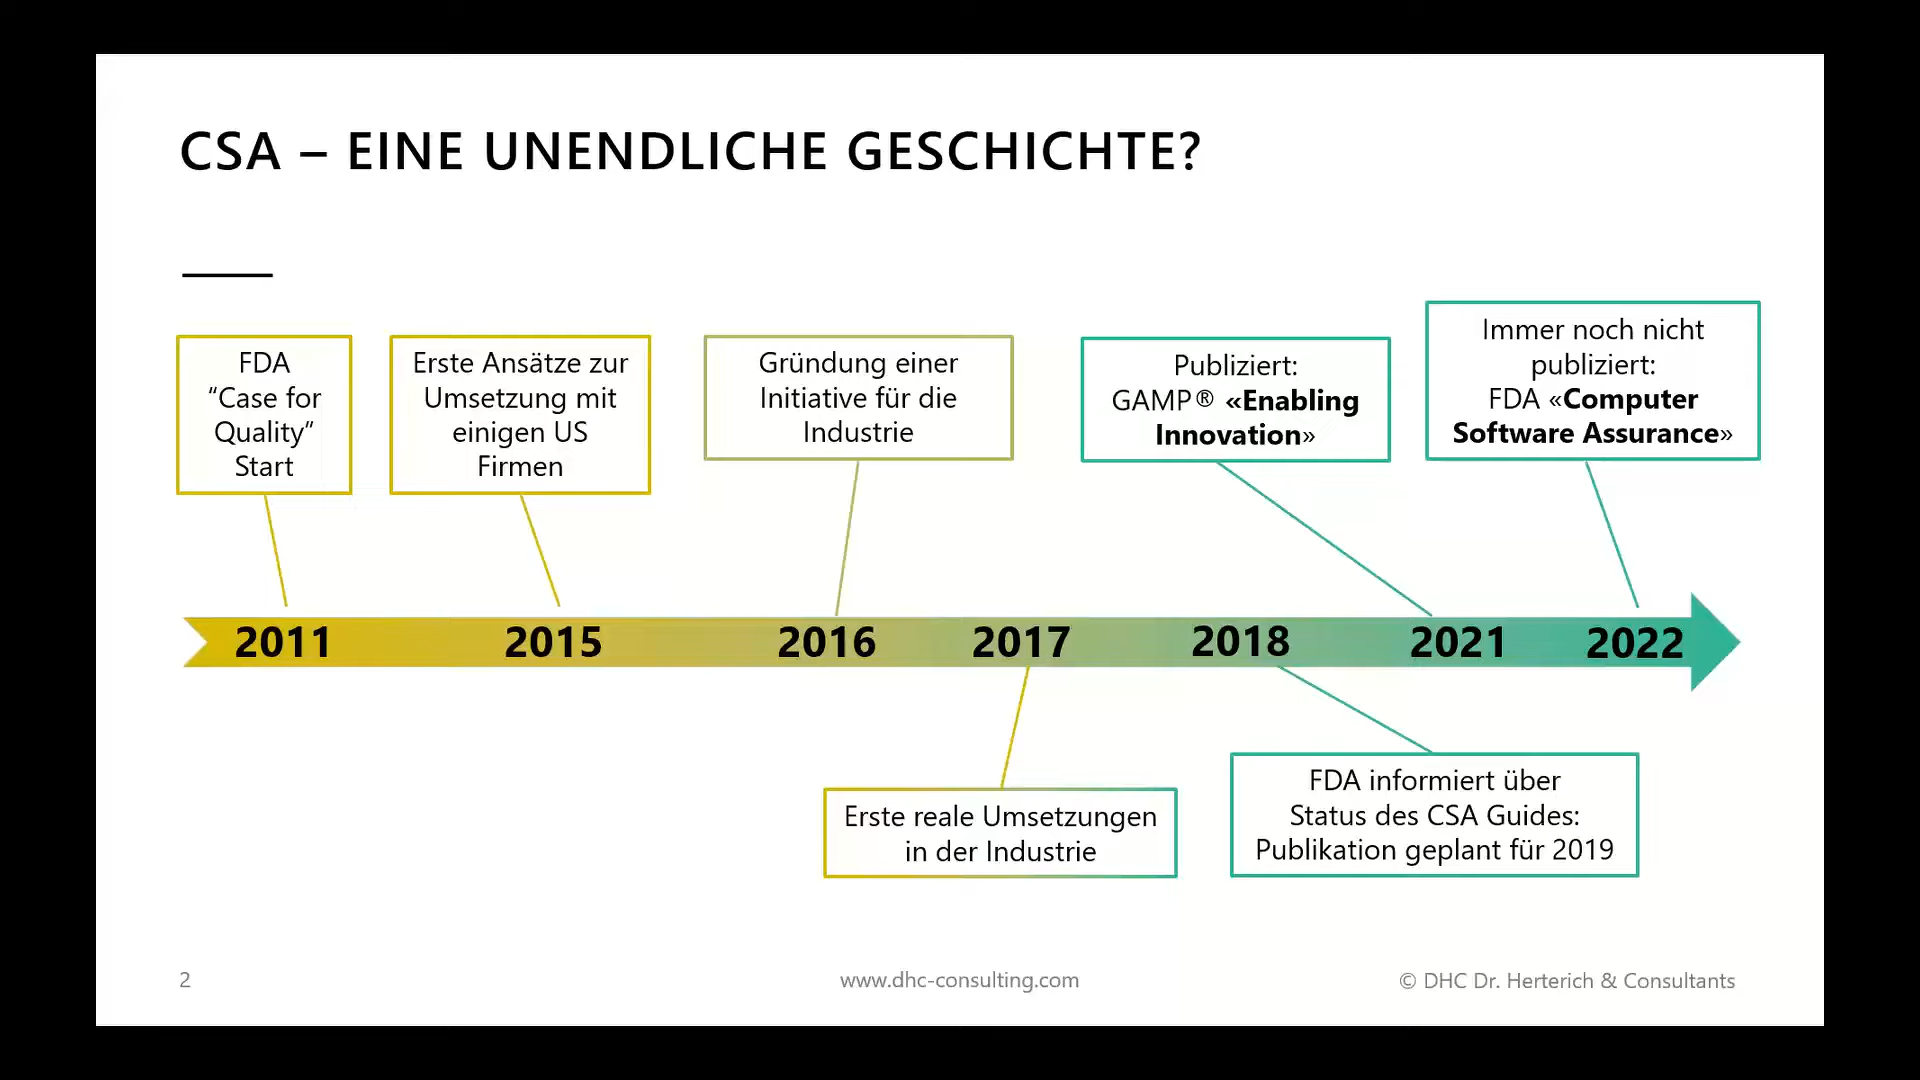 CSA – EINE UNENDLICHE GESCHICHTE?
FDA
“Case for
Quality”
Start
Erste Ansätze zur
Umsetzung mit
einigen US
Firmen
Gründung einer
Initiative für die
Industrie
Publiziert:
GAMP® «Enabling
Innovation»
Immer noch nicht
publiziert:
FDA «Computer
Software Assurance»
2011 2015 2016 2017 2018 2021 2022
Erste reale Umsetzungen
in der Industrie
FDA informiert über
Status des CSA Guides:
Publikation geplant für 2019
2 www.dhc-consulting.com © DHC Dr. Herterich & Consultants